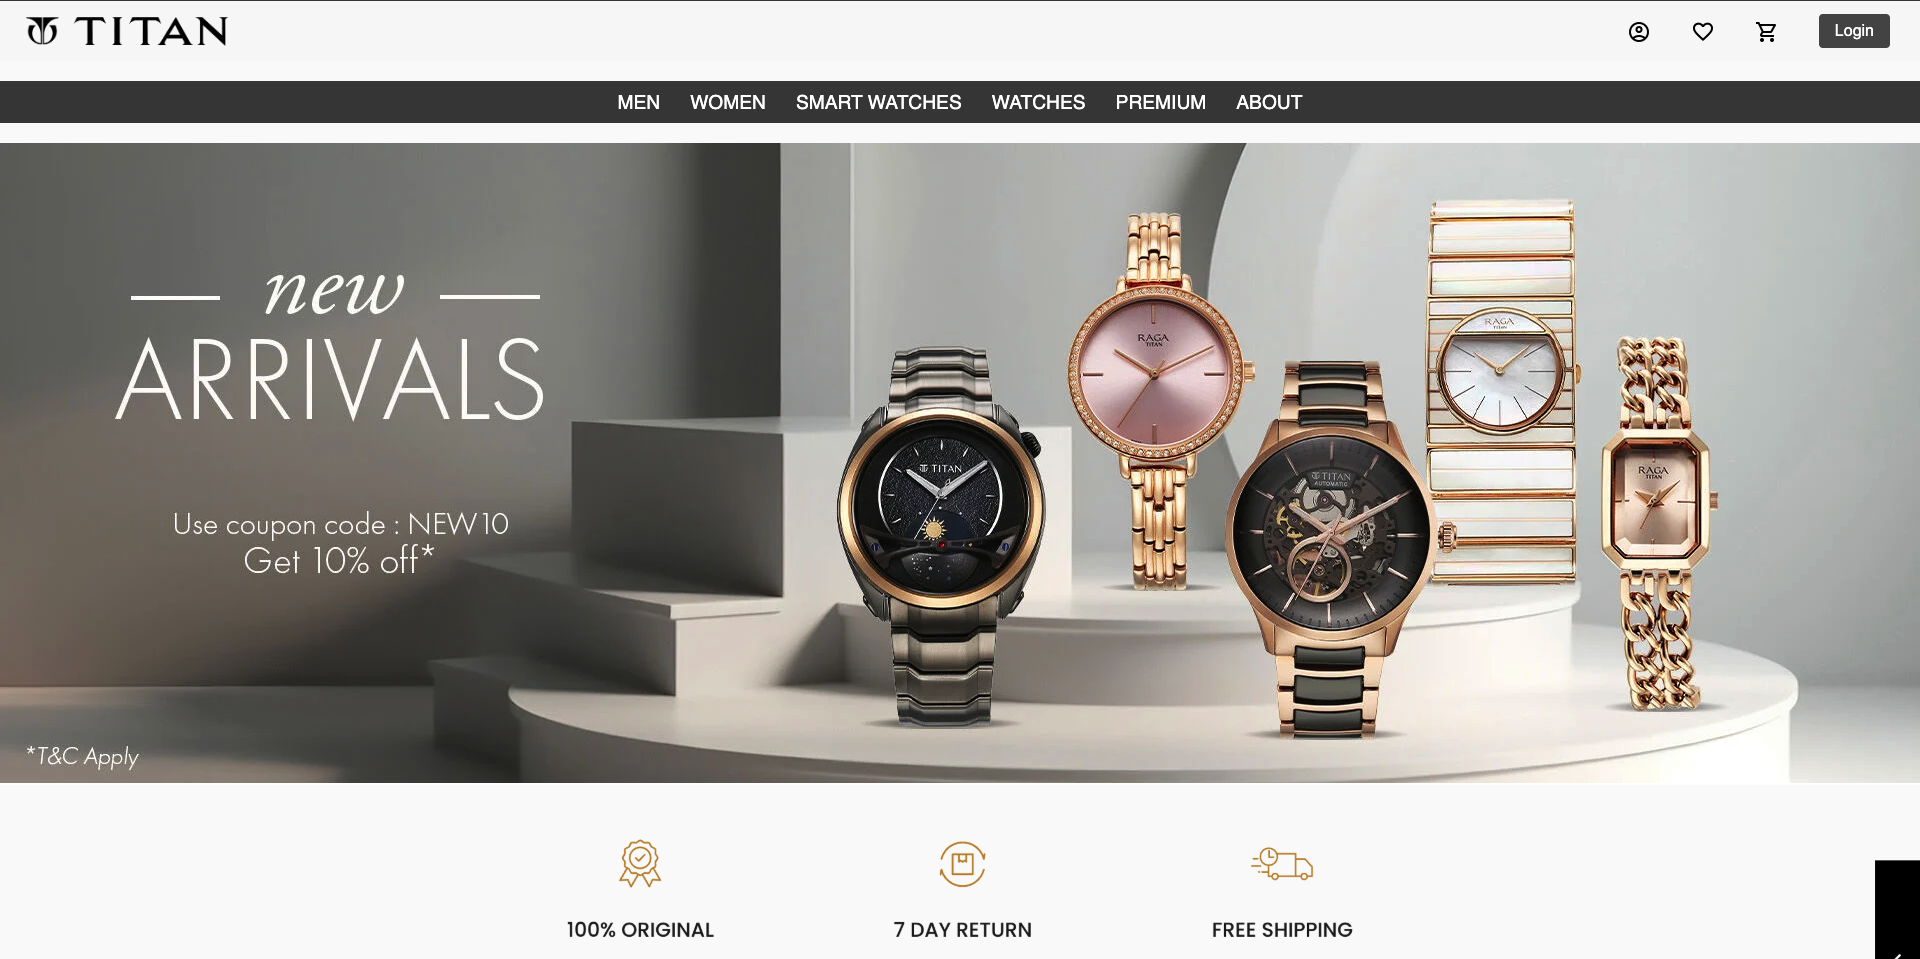 TITAN
Login
MEN WOMEN SMART WATCHES WATCHES PREMIUM ABOUT
new
ARRIVALS
Use coupon code : NEW10
Get 10% off*
*T&C Apply
RAGA
TITAN
RAGA
TITAN
TITAN
RAGA
TITAN
TITAN
AUTOMATIC
100% ORIGINAL
7 DAY RETURN
FREE SHIPPING